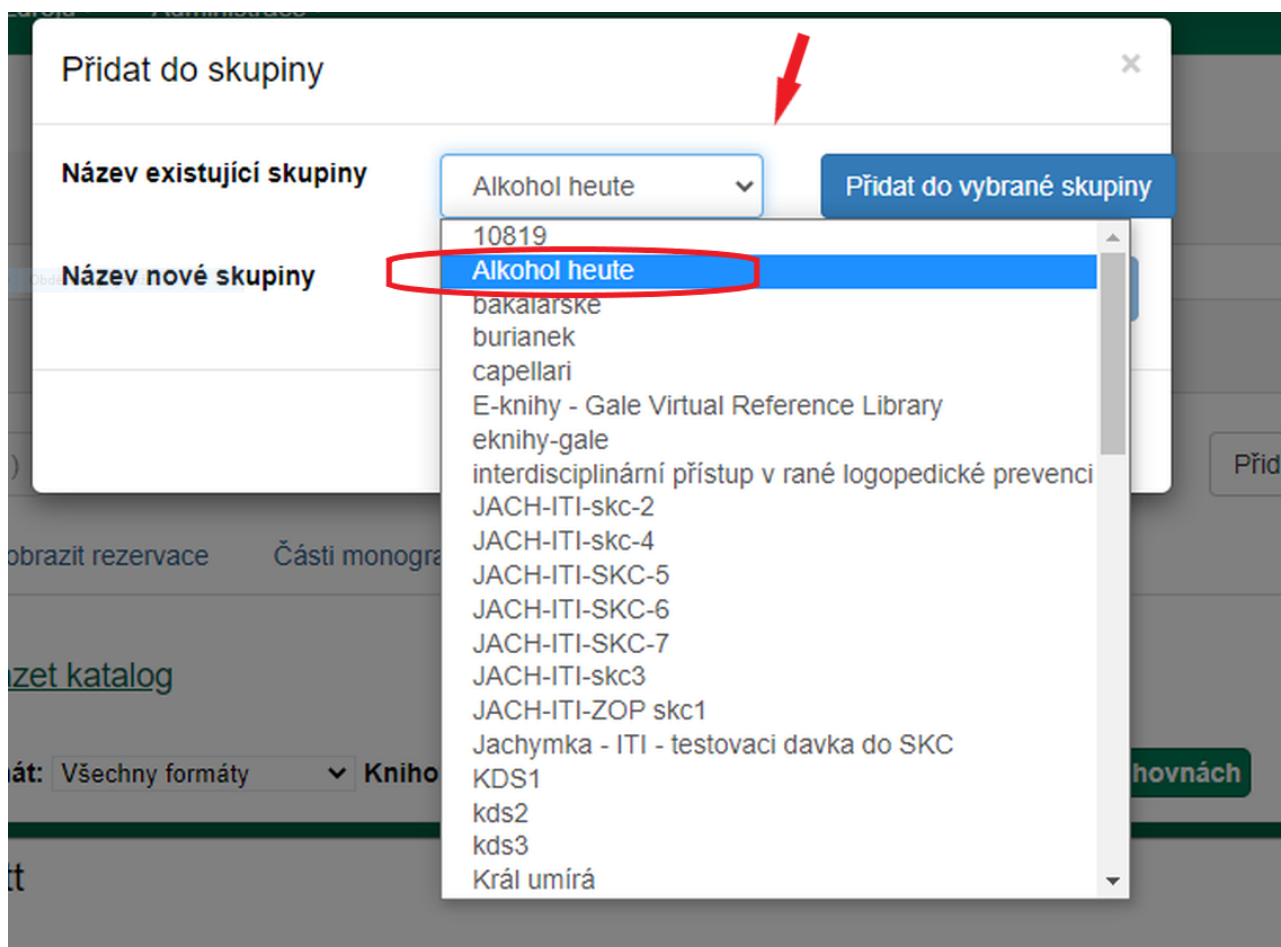 Přidat do skupiny ×
Název existující skupiny Alkohol heute Přidat do vybrané skupiny
10819
Název nové skupiny Alkohol heute
bakalarske
burianek
capellari
E-knihy - Gale Virtual Reference Library
eknihy-gale
interdisciplinární přístup v rané logopedické prevenci
) Přid
JACH-ITI-skc-2
JACH-ITI-skc-4
obrazit rezervace Části monogra
JACH-ITI-SKC-5
JACH-ITI-SKC-6
JACH-ITI-SKC-7
JACH-ITI-skc3
azet katalog
JACH-ITI-ZOP skc1
Jachymka - ITI - testovaci davka do SKC
nát: Všechny formáty Kniho KDS1 hovnách
kds2
kds3
tt Král umírá